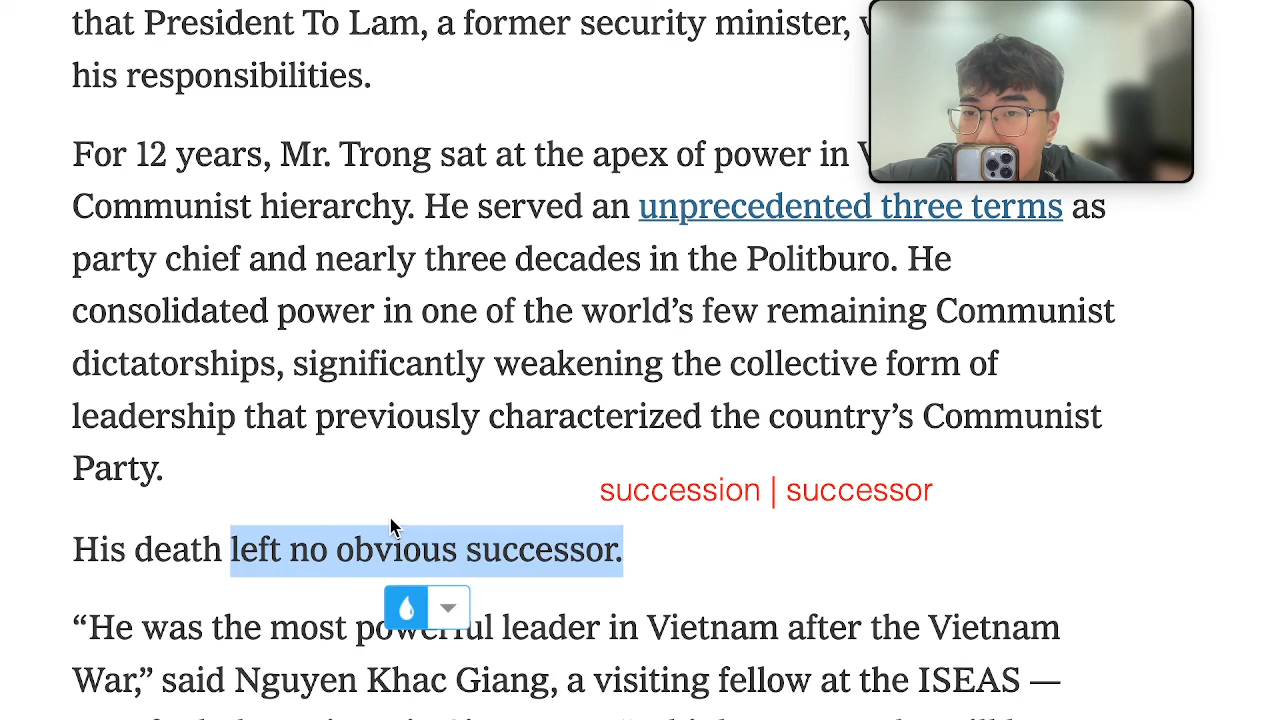 that President To Lam, a former security minister,
his responsibilities.
For 12 years, Mr. Trong sat at the apex of power in
Communist hierarchy. He served an unprecedented three terms as
party chief and nearly three decades in the Politburo. He
consolidated power in one of the world’s few remaining Communist
dictatorships, significantly weakening the collective form of
leadership that previously characterized the country’s Communist
Party.
succession | successor
His death left no obvious successor.
“He was the most powerful leader in Vietnam after the Vietnam
War,” said Nguyen Khac Giang, a visiting fellow at the ISEAS —